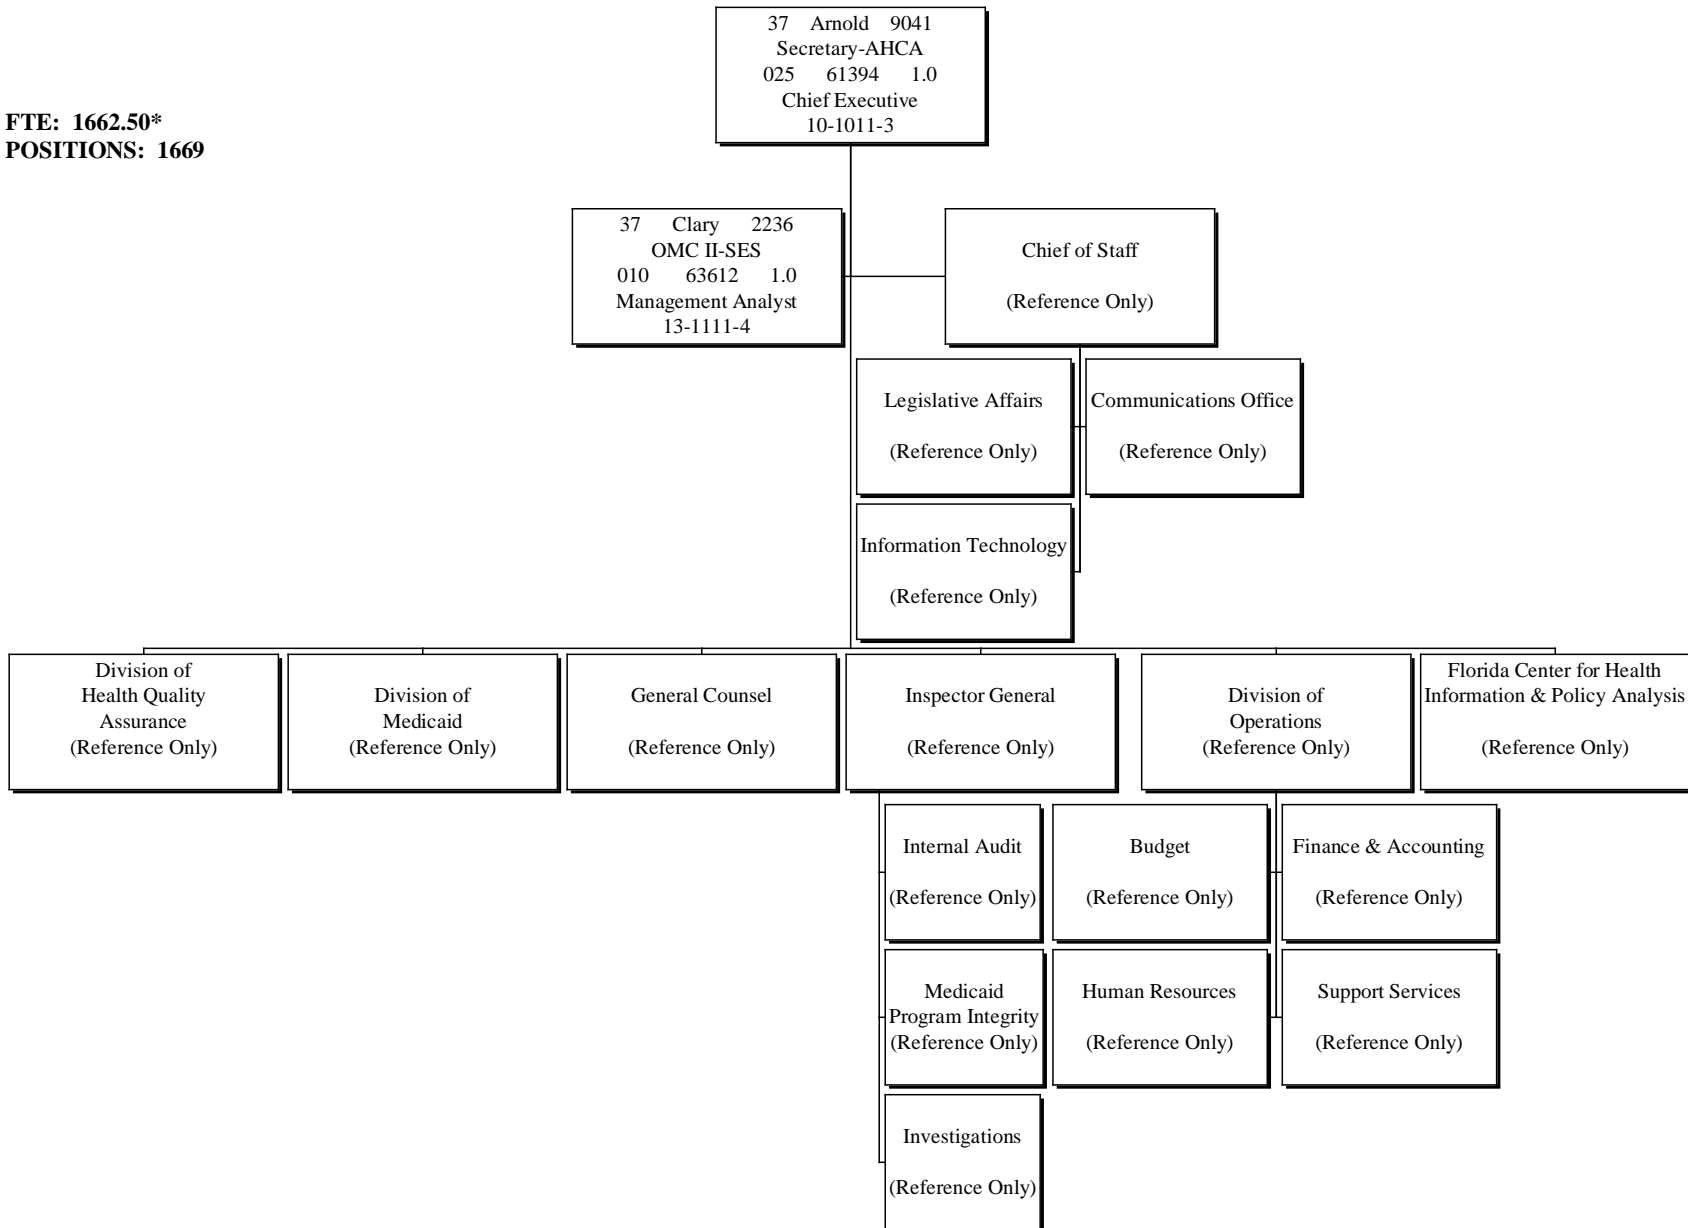 37 Arnold 9041
Secretary-AHCA
025 61394 1.0
Chief Executive
10-1011-3
FTE: 1662.50*
POSITIONS: 1669
37 Clary 2236
OMC II-SES
010 63612 1.0
Management Analyst
13-1111-4
Chief of Staff
(Reference Only)
Legislative Affairs
(Reference Only)
Communications Office
(Reference Only)
Information Technology
(Reference Only)
Division of
Health Quality
Assurance
(Reference Only)
Division of
Medicaid
(Reference Only)
General Counsel
(Reference Only)
Inspector General
(Reference Only)
Division of
Operations
(Reference Only)
Florida Center for Health
Information & Policy Analysis
(Reference Only)
Internal Audit
(Reference Only)
Budget
(Reference Only)
Finance & Accounting
(Reference Only)
Medicaid
Program Integrity
(Reference Only)
Human Resources
(Reference Only)
Support Services
(Reference Only)
Investigations
(Reference Only)